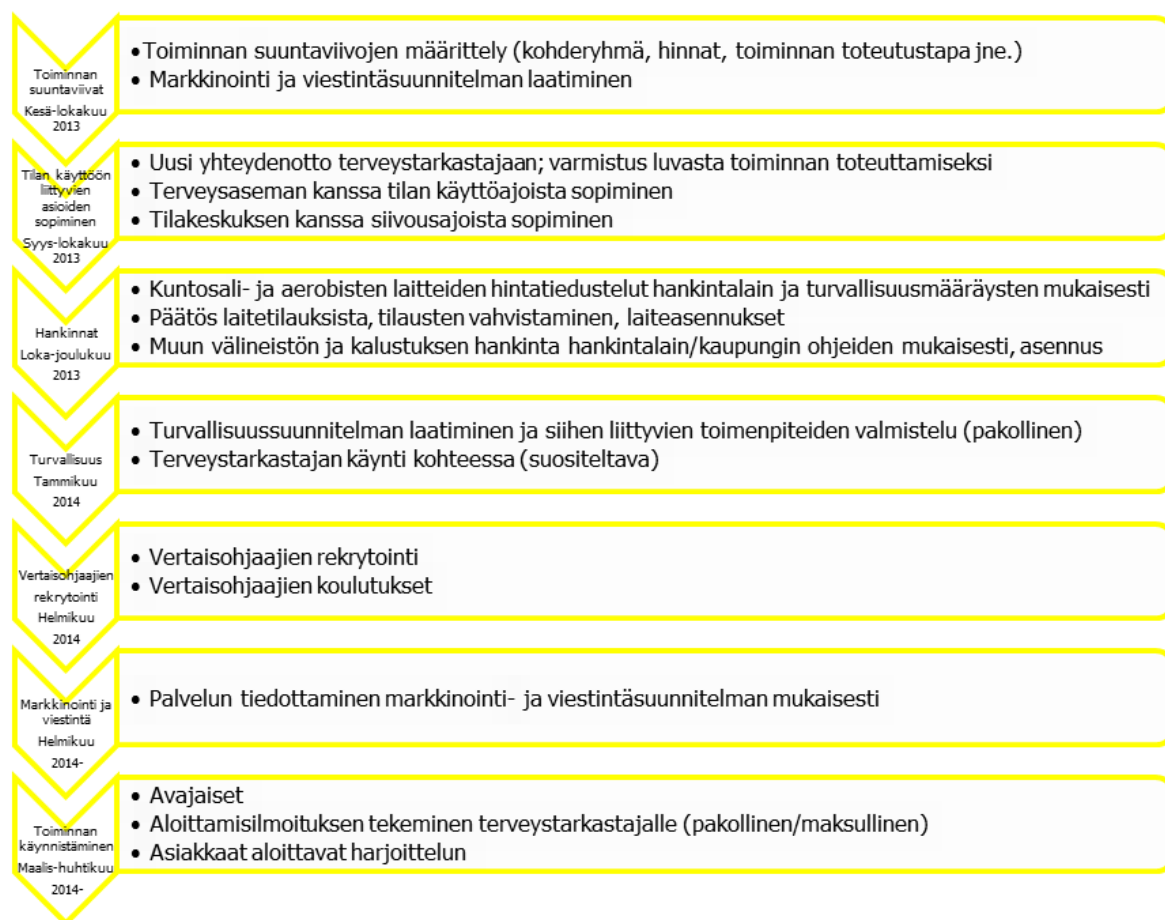 Toiminnan
suuntaviivat
Kesä-lokakuu
2013
•Toiminnan suuntaviivojen määrittely (kohderyhmä, hinnat, toiminnan toteutustapa jne.)
• Markkinointi ja viestintäsuunnitelman laatiminen
Tilan käyttöön
liittyvien
asioiden
sopiminen
Syys-lokakuu
2013
• Uusi yhteydenotto terveystarkastajaan; varmistus luvasta toiminnan toteuttamiseksi
• Terveysaseman kanssa tilan käyttöajoista sopiminen
• Tilakeskuksen kanssa siivousajoista sopiminen
Hankinnat
Loka-joulukuu
2013
• Kuntosali- ja aerobisten laitteiden hintatiedustelut hankintalain ja turvallisuusmääräysten mukaisesti
• Päätös laitetilauksista, tilausten vahvistaminen, laiteasennukset
• Muun välineistön ja kalustuksen hankinta hankintalain/kaupungin ohjeiden mukaisesti, asennus
Turvallisuus
Tammikuu
2014
• Turvallisuussuunnitelman laatiminen ja siihen liittyvien toimenpiteiden valmistelu (pakollinen)
• Terveystarkastajan käynti kohteessa (suositeltava)
Vertaisohjaajien
rekrytointi
Helmikuu
2014
• Vertaisohjaajien rekrytointi
• Vertaisohjaajien koulutukset
Markkinointi ja
viestintä
Helmikuu
2014-
• Palvelun tiedottaminen markkinointi- ja viestintäsuunnitelman mukaisesti
Toiminnan
käynnistäminen
Maalis-huhtikuu
2014-
• Avajaiset
• Aloittamisilmoituksen tekeminen terveystarkastajalle (pakollinen/maksullinen)
• Asiakkaat aloittavat harjoittelun